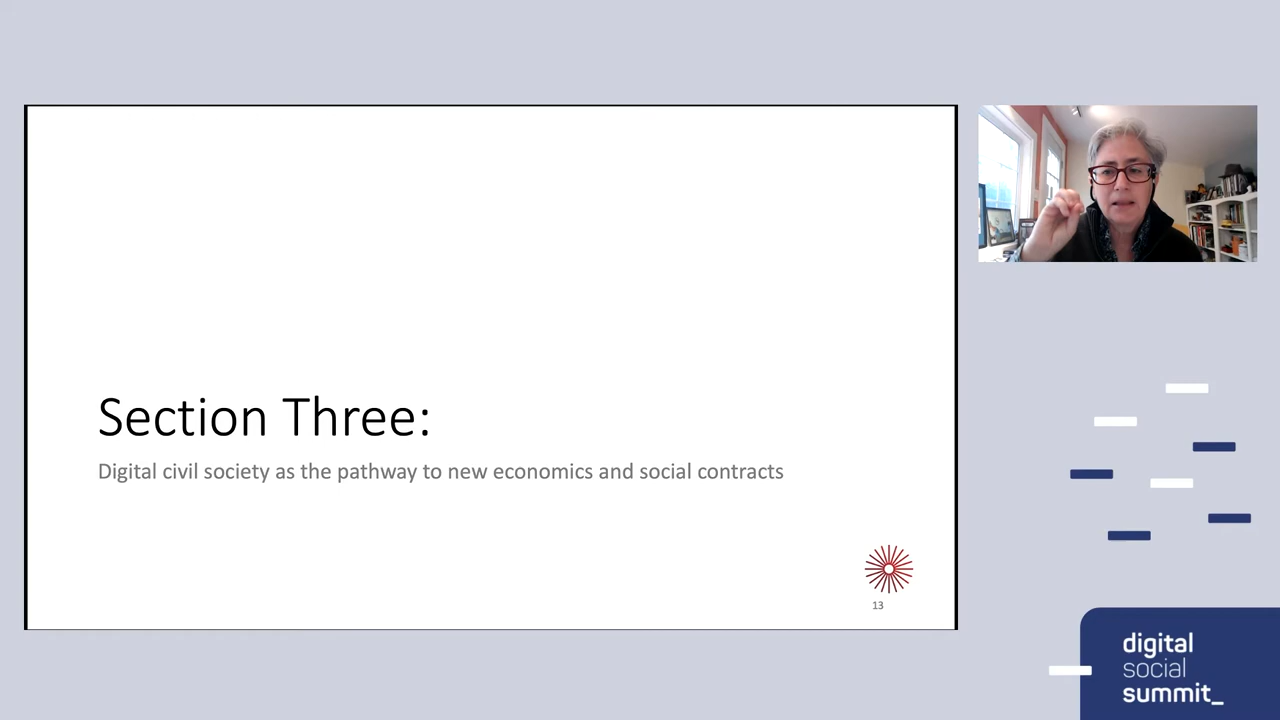 Section Three:
Digital civil society as the pathway to new economics and social contracts
13
digital
social
summit_